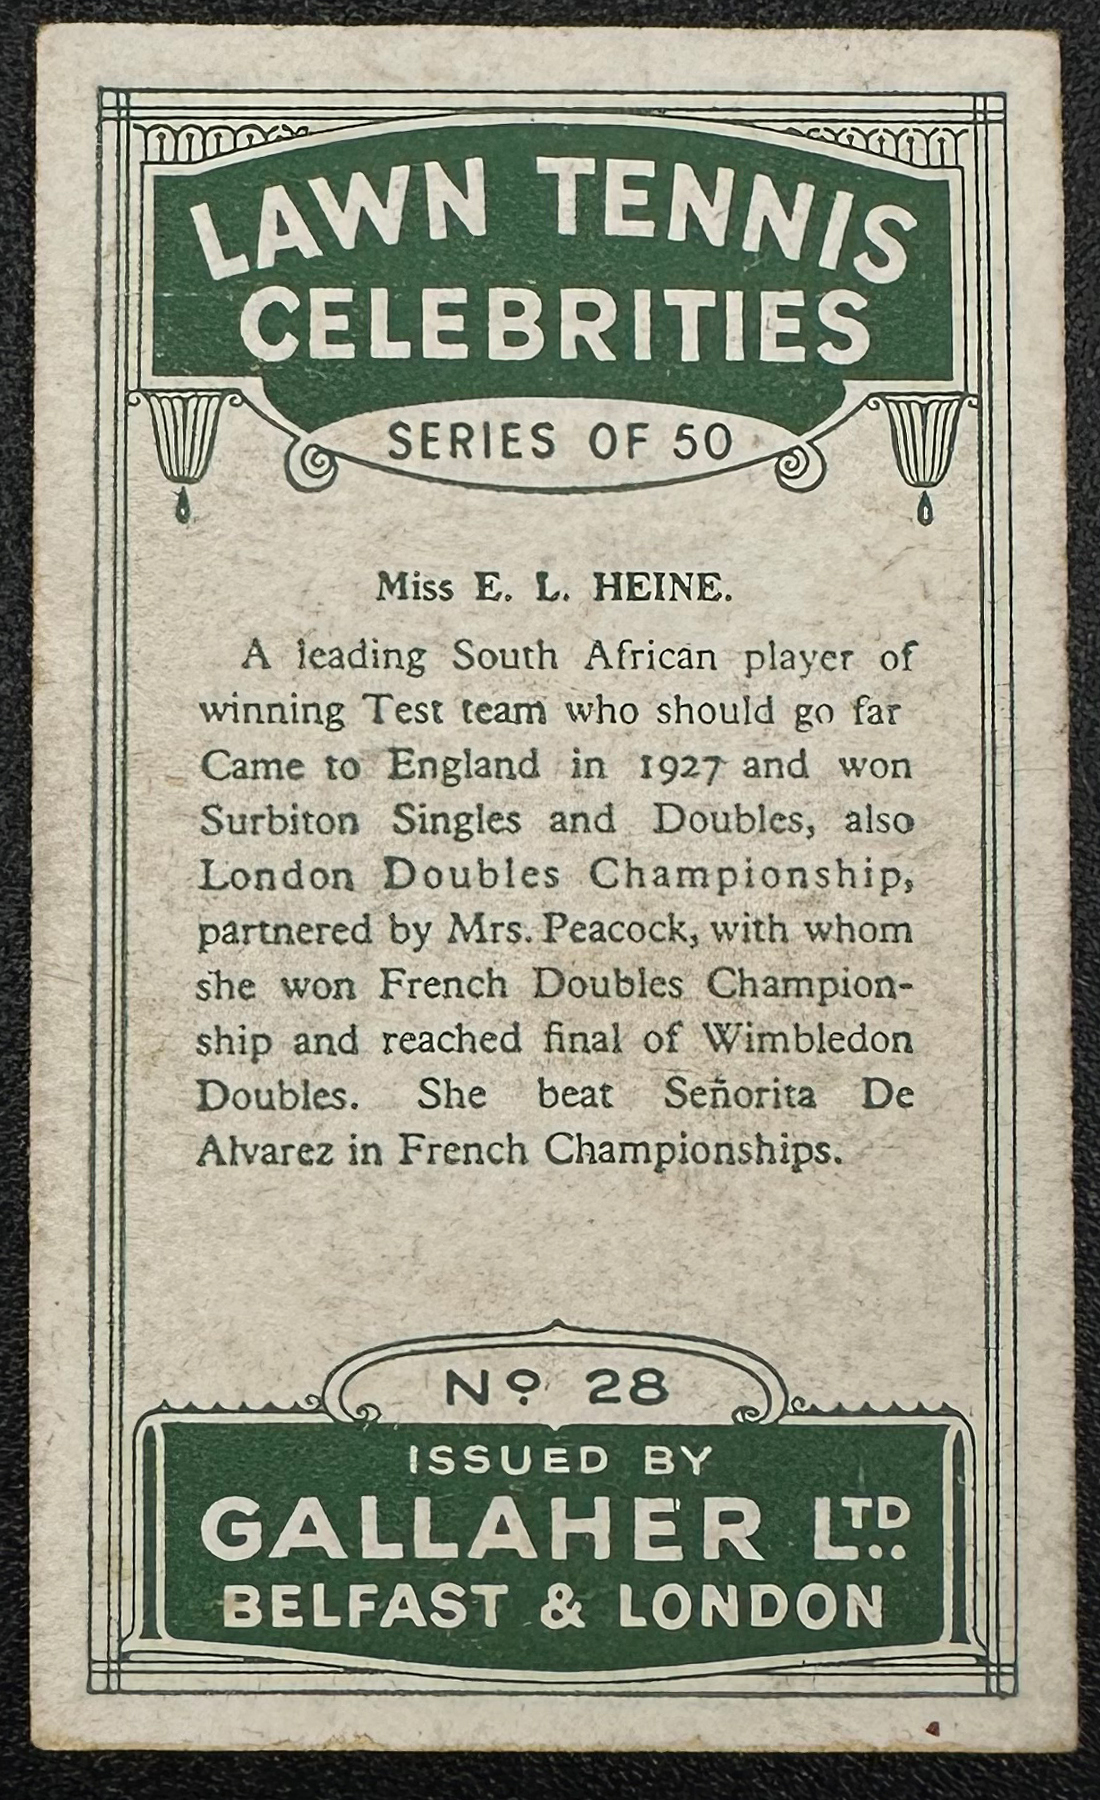 LAWN TENNIS
CELEBRITIES
SERIES OF 50
Miss E. L. HEINE.
A leading South African player of
winning Test team who should go far
Came to England in 1927 and won
Surbiton Singles and Doubles, also
London Doubles Championship,
partnered by Mrs. Peacock, with whom
she won French Doubles Champion-
ship and reached final of Wimbledon
Doubles. She beat Señorita De
Alvarez in French Championships.
Nº 28
ISSUED BY
GALLAHER LTD
BELFAST & LONDON